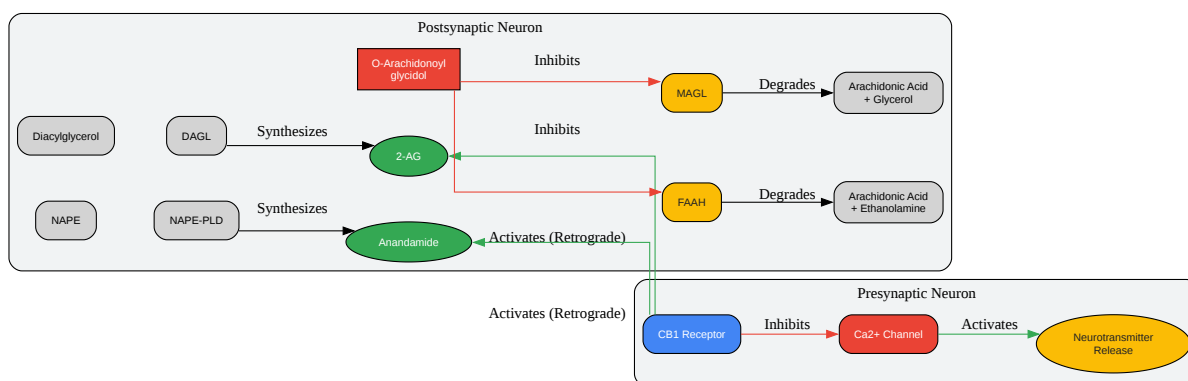 Postsynaptic Neuron
O-Arachidonoyl
glycidol
Inhibits
MAGL
Degrades
Arachidonic Acid
+ Glycerol
Diacylglycerol
DAGL
Synthesizes
2-AG
Inhibits
NAPE
NAPE-PLD
Synthesizes
Anandamide
FAAH
Degrades
Arachidonic Acid
+ Ethanolamine
Activates (Retrograde)
Presynaptic Neuron
Activates (Retrograde)
CB1 Receptor
Inhibits
Ca2+ Channel
Activates
Neurotransmitter
Release